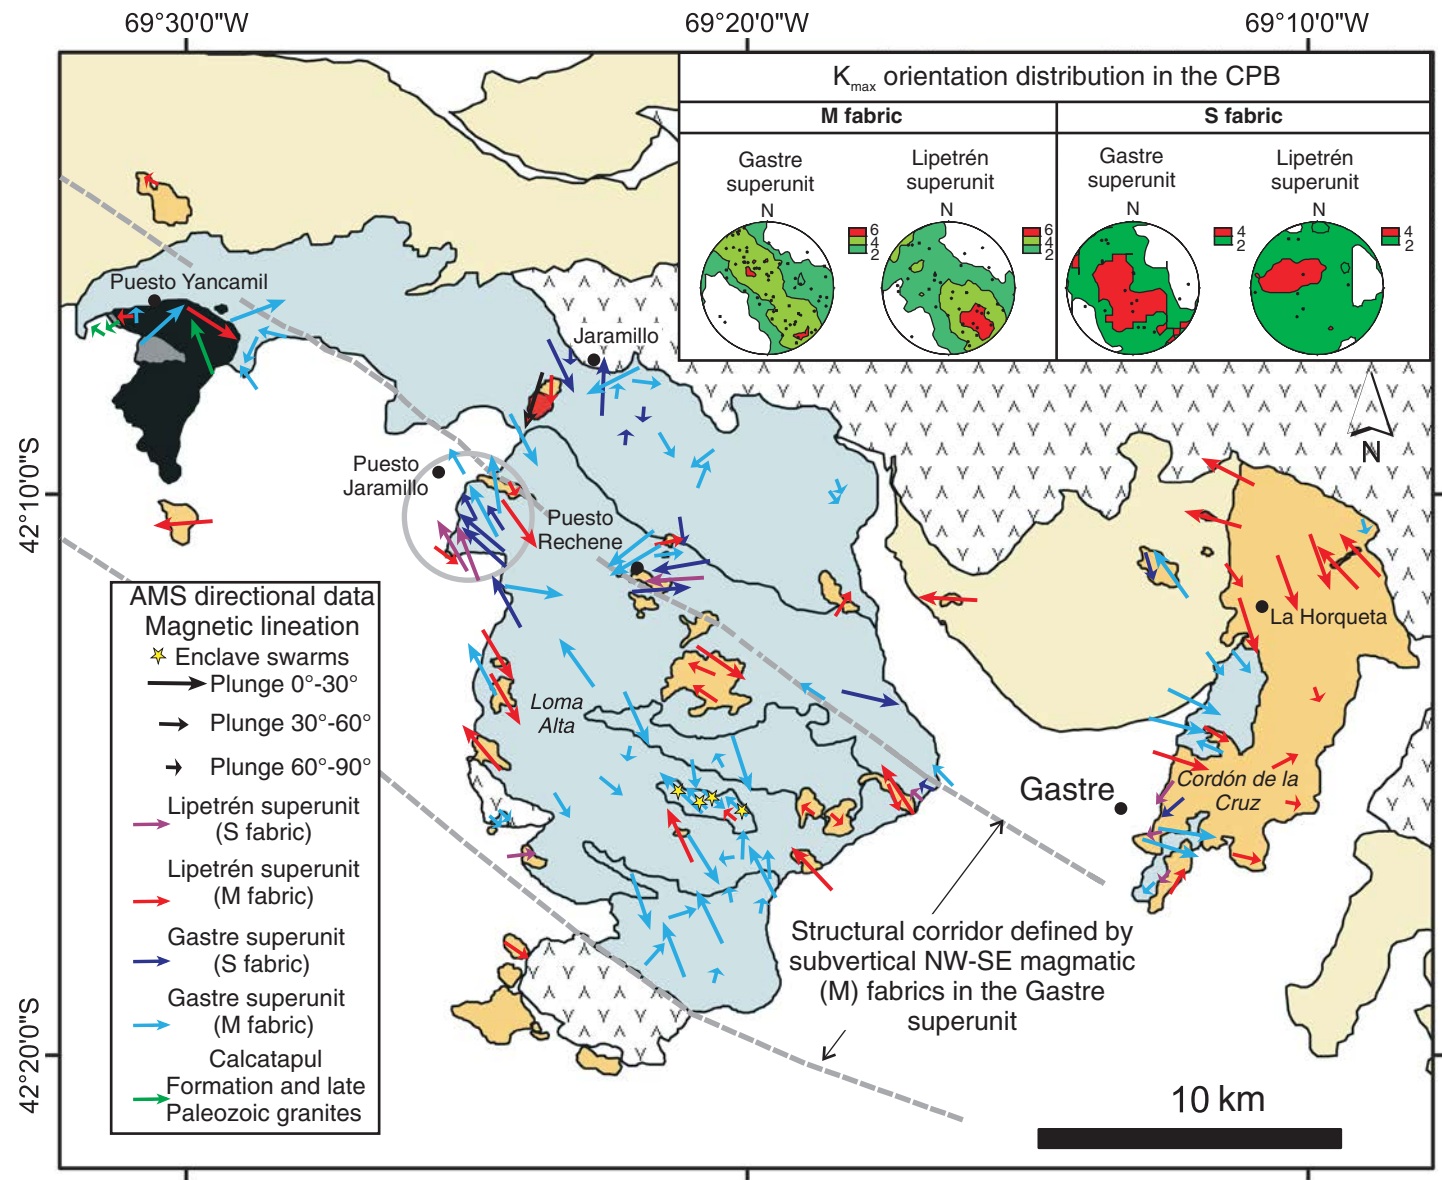 69°30'0"W
69°20'0"W
69°10'0"W
Kmax orientation distribution in the CPB
M fabric
S fabric
Gastre
superunit
Lipetrén
superunit
Gastre
superunit
Lipetrén
superunit
N
N
N
N
6
4
2
6
4
2
4
2
4
2
Puesto Yancamil
Jaramillo
N
Puesto
Jaramillo
42°10'0"S
Puesto
Rechene
La Horqueta
AMS directional data
Magnetic lineation
Enclave swarms
Plunge 0°-30°
Plunge 30°-60°
Plunge 60°-90°
Lipetrén superunit
(S fabric)
Lipetrén superunit
(M fabric)
Gastre superunit
(S fabric)
Gastre superunit
(M fabric)
Calcatapul
Formation and late
Paleozoic granites
Loma
Alta
Gastre
Cordón de la
Cruz
Structural corridor defined by
subvertical NW-SE magmatic
(M) fabrics in the Gastre
superunit
42°20'0"S
10 km